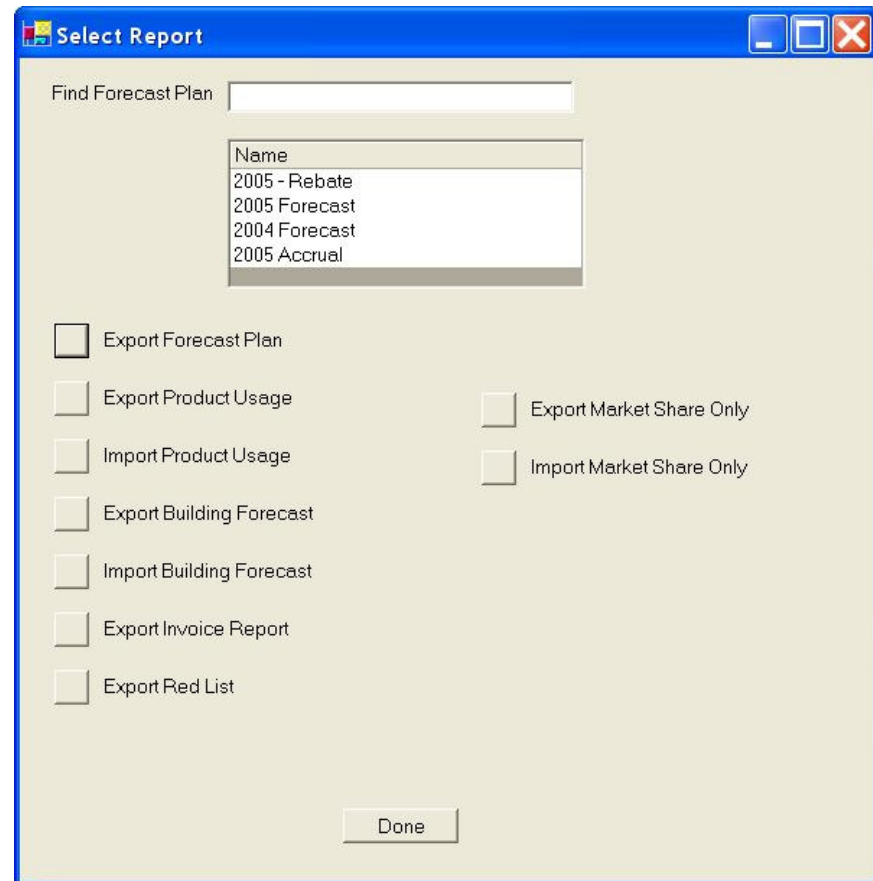 Select Report
Find Forecast Plan
Name
2005 - Rebate
2005 Forecast
2004 Forecast
2005 Accrual
Export Forecast Plan
Export Product Usage
Export Market Share Only
Import Product Usage
Import Market Share Only
Export Building Forecast
Import Building Forecast
Export Invoice Report
Export Red List
Done